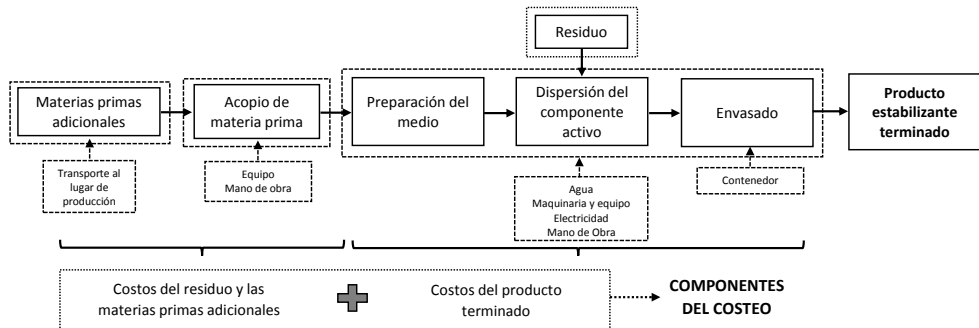 Residuo
Materias primas
adicionales
Acopio de
materia prima
Preparación del
medio
Dispersión del
componente
activo
Envasado
Producto
estabilizante
terminado
Transporte al
lugar de
producción
Equipo
Mano de obra
Agua
Maquinaria y equipo
Electricidad
Mano de Obra
Contenedor
Costos del residuo y las
materias primas adicionales
Costos del producto
terminado
COMPONENTES
DEL COSTEO